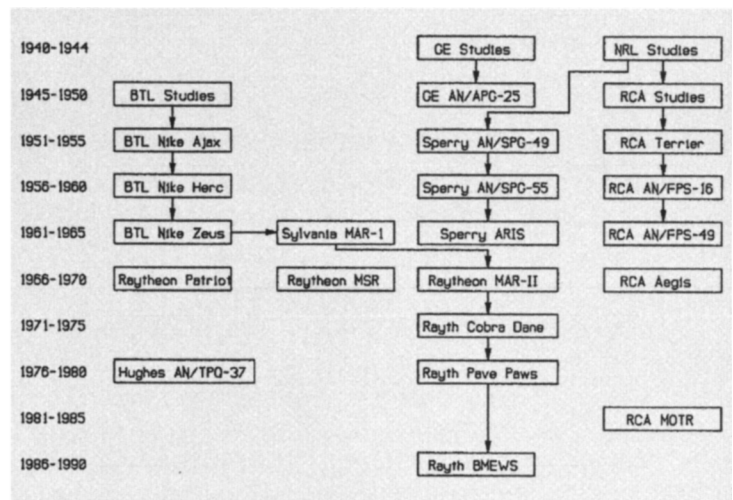 1940-1944 GE Studies NRL Studies
1945-1950 BTL Studies GE AN/APG-25 RCA Studies
1951-1955 BTL Nike Ajax Sperry AN/SPG-49 RCA Terrier
1956-1960 BTL Nike Herc Sperry AN/SPG-55 RCA AN/FPS-16
1961-1965 BTL Nike Zeus Sylvania MAR-1 Sperry ARIS RCA AN/FPS-49
1966-1970 Raytheon Patriot Raytheon MSR Raytheon MAR-II RCA Aegis
1971-1975 Rayth Cobra Dane
1976-1980 Hughes AN/TPQ-37 Rayth Pave Paws
1981-1985 RCA MOTR
1986-1990 Rayth BMEWS